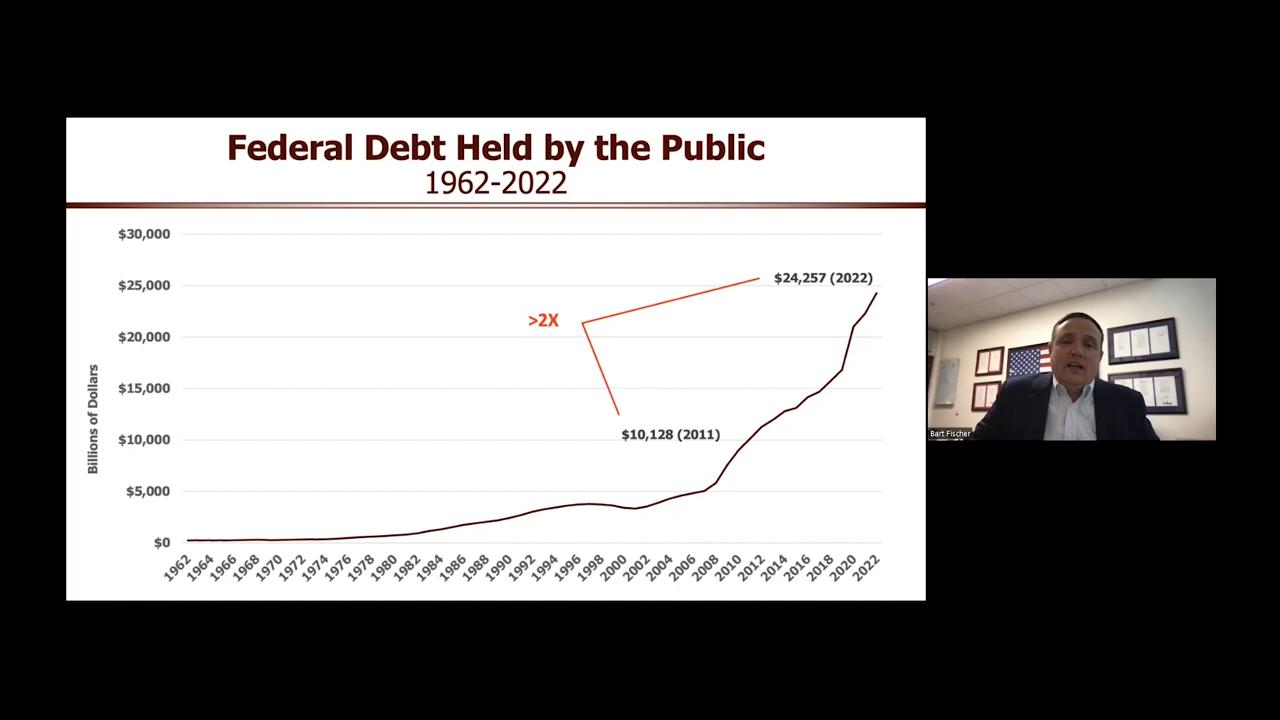 Federal Debt Held by the Public
1962-2022
Billions of Dollars
$30,000
$25,000
$20,000
$15,000
$10,000
$5,000
$0
>2X
$24,257 (2022)
$10,128 (2011)
1962 1964 1966 1968 1970 1972 1974 1976 1978 1980 1982 1984 1986 1988 1990 1992 1994 1996 1998 2000 2002 2004 2006 2008 2010 2012 2014 2016 2018 2020 2022
Bart Fischer